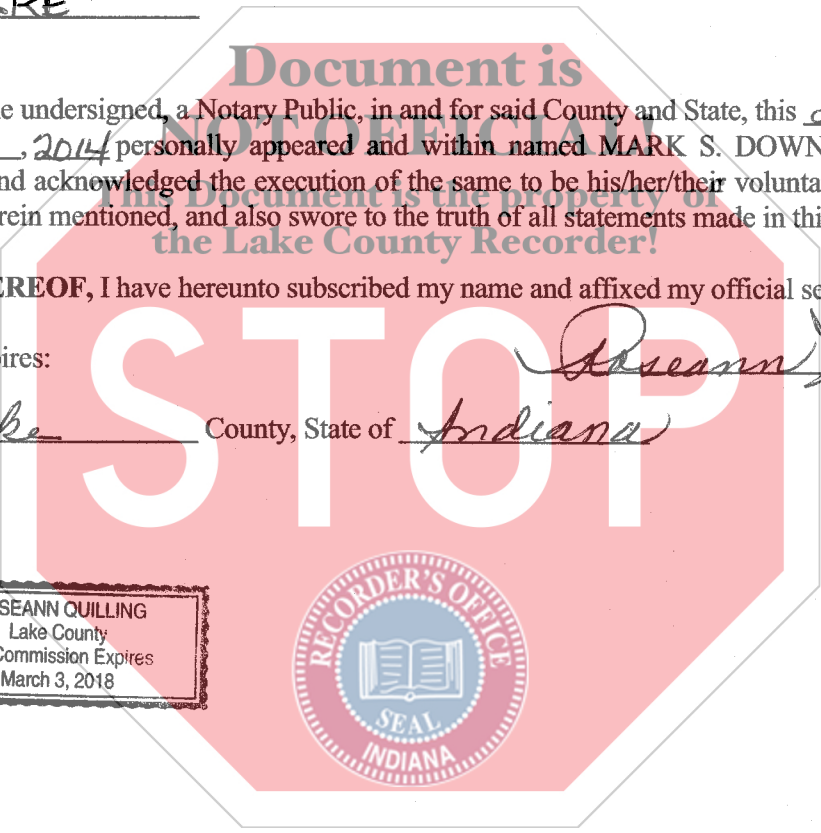 Document is
e undersigned, a Notary Public, in and for said County and State, this
NOT OFFICIAL!
, 2014 personally appeared and within named MARK S. DOWN
nd acknowledged the execution of the same to be his/her/their volunta
This Document is the property of
rein mentioned, and also swore to the truth of all statements made in thi
the Lake County Recorder!
EREOF, I have hereunto subscribed my name and affixed my official se
STOP
ires:
Roseann
ke County, State of Indiana
RECORDER'S OFFICE
SEANN QUILLING
Lake County
Commission Expires
March 3, 2018
SEAL
INDIANA